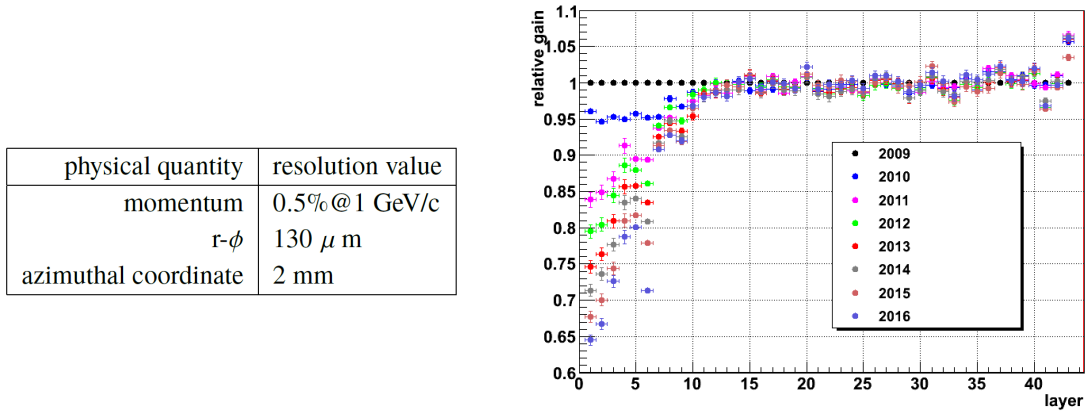 physical quantity resolution value
momentum 0.5%@1 GeV/c
r-ϕ 130 μ m
azimuthal coordinate 2 mm
relative gain
1.1
1.05
1
0.95
0.9
0.85
0.8
0.75
0.7
0.65
0.6
2009
2010
2011
2012
2013
2014
2015
2016
0 5 10 15 20 25 30 35 40
layer